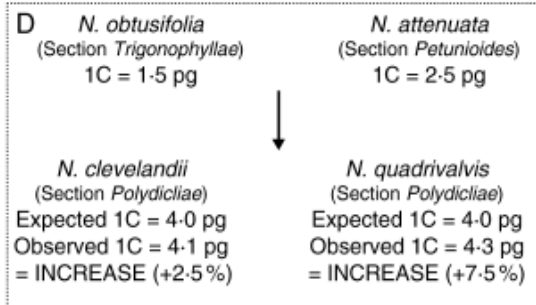 D
N. obtusifolia
(Section Trigonophyllae)
1C = 1·5 pg
N. attenuata
(Section Petunioides)
1C = 2·5 pg
N. clevelandii
(Section Polydicliae)
Expected 1C = 4·0 pg
Observed 1C = 4·1 pg
= INCREASE (+2·5 %)
N. quadrivalvis
(Section Polydicliae)
Expected 1C = 4·0 pg
Observed 1C = 4·3 pg
= INCREASE (+7·5 %)